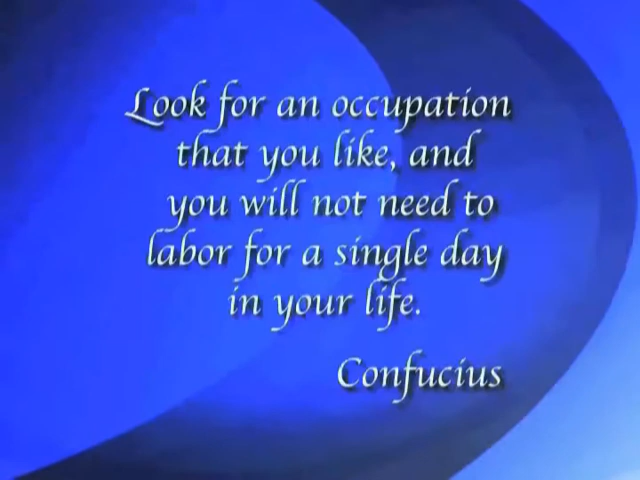 Look for an occupation
that you like, and
you will not need to
labor for a single day
in your life.
Confucius